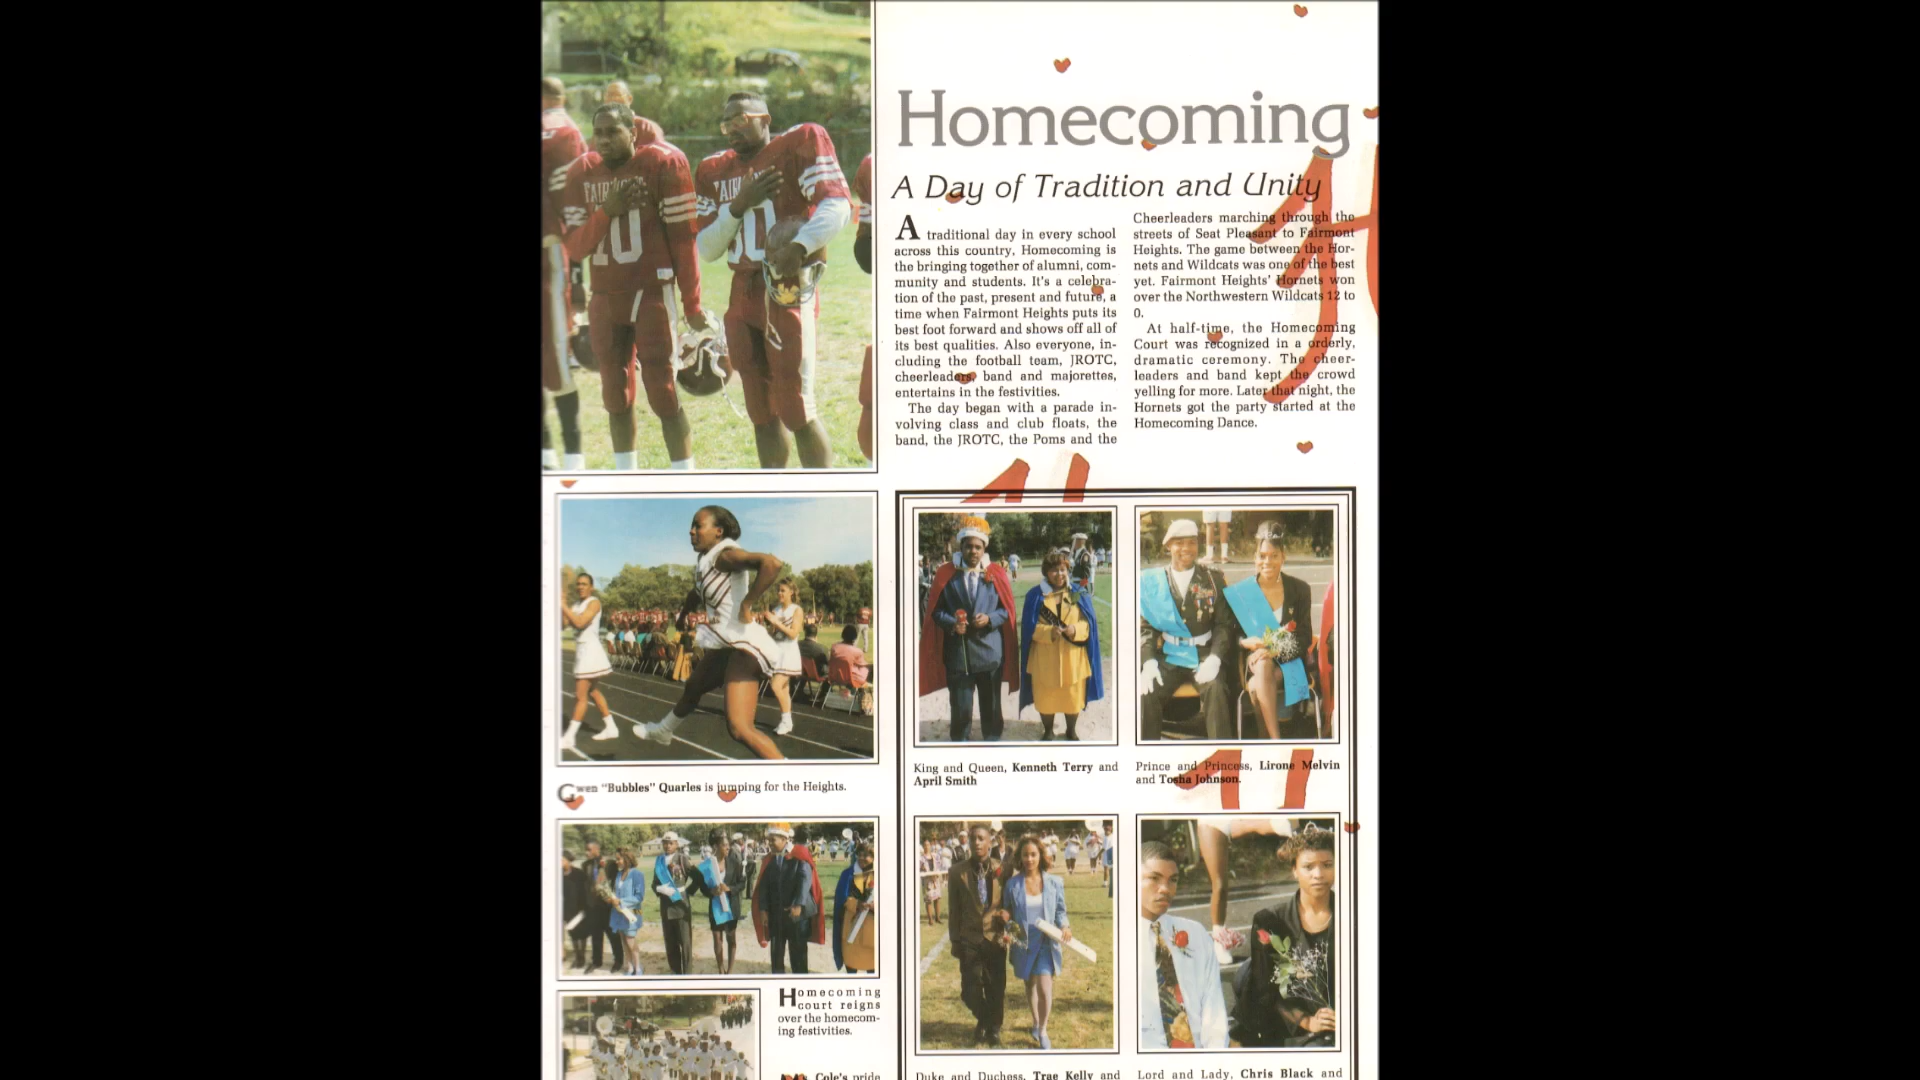 Homecoming
A Day of Tradition and Unity
A traditional day in every school
across this country, Homecoming is
the bringing together of alumni, com-
munity and students. It's a celebra-
tion of the past, present and future, a
time when Fairmont Heights puts its
best foot forward and shows off all of
its best qualities. Also everyone, in-
cluding the football team, JROTC,
cheerleaders, band and majorettes,
entertains in the festivities.
The day began with a parade in-
volving class and club floats, the
band, the JROTC, the Poms and the
Cheerleaders marching through the
streets of Seat Pleasant to Fairmont
Heights. The game between the Hor-
nets and Wildcats was one of the best
yet. Fairmont Heights' Hornets won
over the Northwestern Wildcats 12 to
0.
At half-time, the Homecoming
Court was recognized in a orderly,
dramatic ceremony. The cheer-
leaders and band kept the crowd
yelling for more. Later that night, the
Hornets got the party started at the
Homecoming Dance.
10
80
Gwen "Bubbles" Quarles is jumping for the Heights.
King and Queen, Kenneth Terry and
April Smith
Prince and Princess, Lirone Melvin
and Tosha Johnson.
Homecoming
court reigns
over the homecom-
ing festivities.
Cole's pride
Duke and Duchess, Trae Kelly and
Lord and Lady, Chris Black and